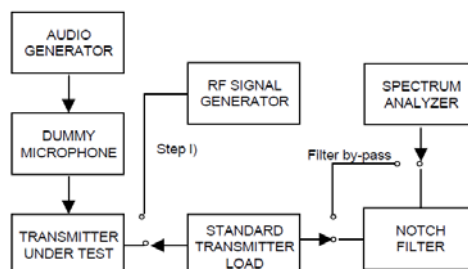 AUDIO
GENERATOR
RF SIGNAL
GENERATOR
SPECTRUM
ANALYZER
DUMMY
MICROPHONE
Step l)
Filter by-pass
TRANSMITTER
UNDER TEST
STANDARD
TRANSMITTER
LOAD
NOTCH
FILTER